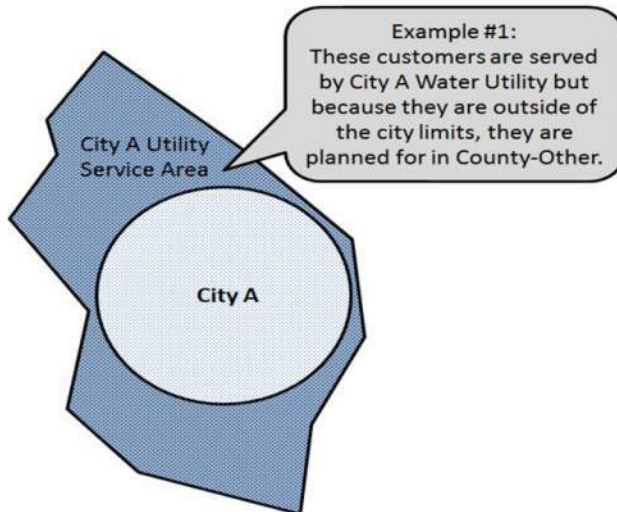 Example #1:
These customers are served
by City A Water Utility but
because they are outside of
the city limits, they are
planned for in County-Other.
City A Utility
Service Area
City A